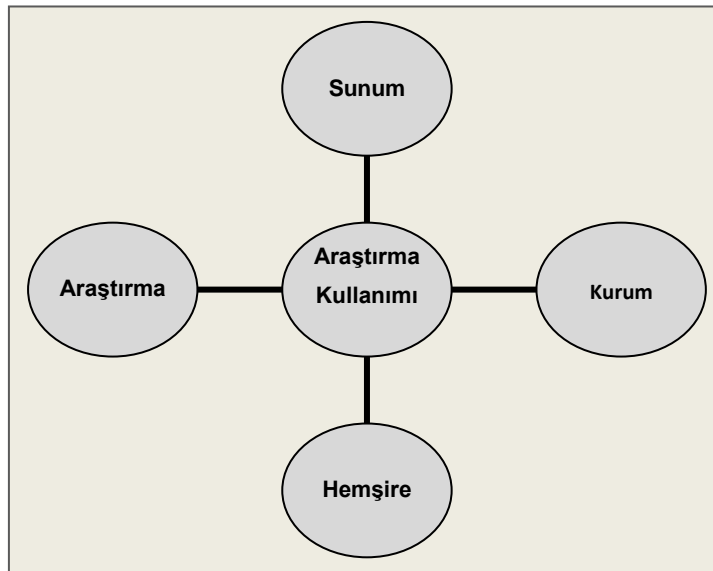 Sunum
Araştırma
Araştırma
Kullanımı
Kurum
Hemşire